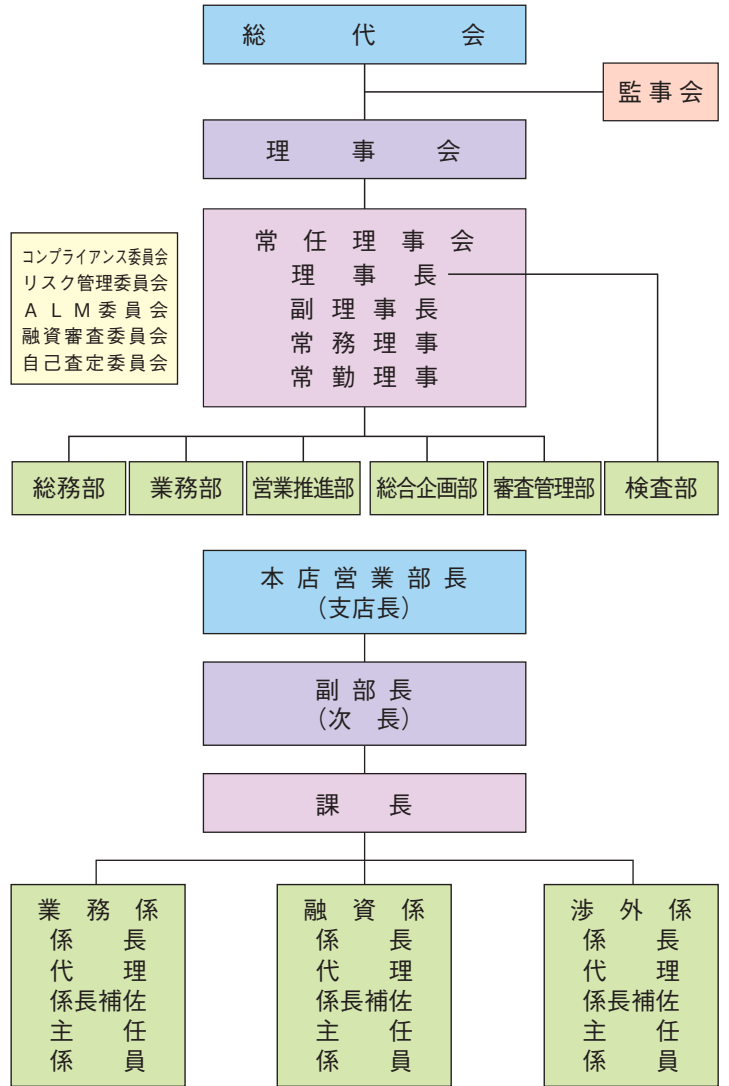 総代会
監事会
理事会
コンプライアンス委員会
リスク管理委員会
ALM委員会
融資審査委員会
自己査定委員会
常任理事会
理事長
副理事長
常務理事
常勤理事
総務部
業務部
営業推進部
総合企画部
審査管理部
検査部
本店営業部長
（支店長）
副部長
（次　長）
課長
業務係
係長
代理
係長補佐
主任
係員
融資係
係長
代理
係長補佐
主任
係員
渉外係
係長
代理
係長補佐
主任
係員